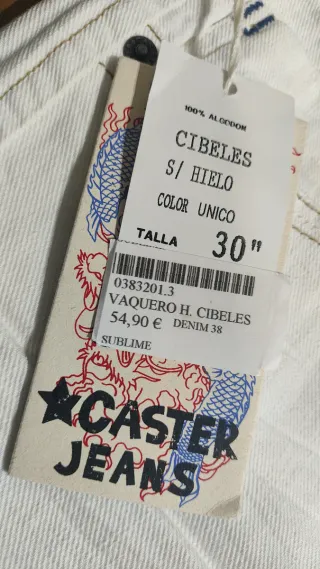 100% ALGODON
CIBELES
S/ HIELO
COLOR UNICO
TALLA 30"
0383201.3
VAQUERO H. CIBELES
54,90 € DENIM 38
SUBLIME
★CASTER
JEANS